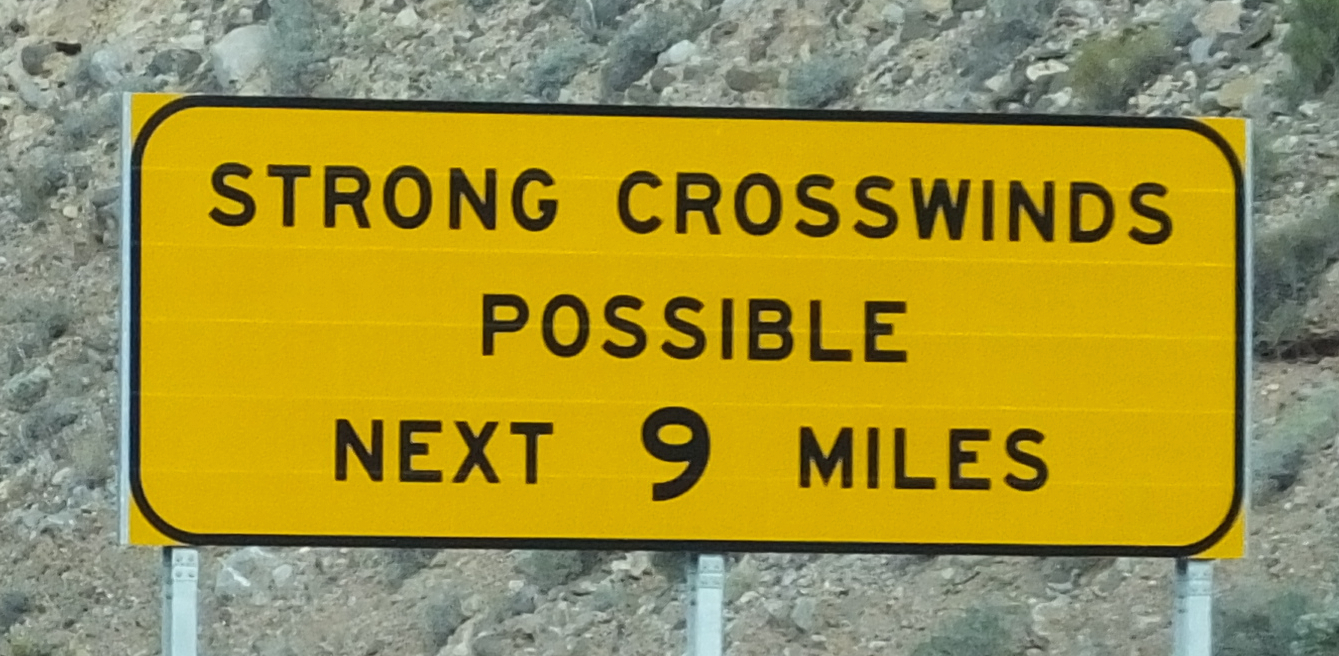 STRONG CROSSWINDS
POSSIBLE
NEXT 9 MILES